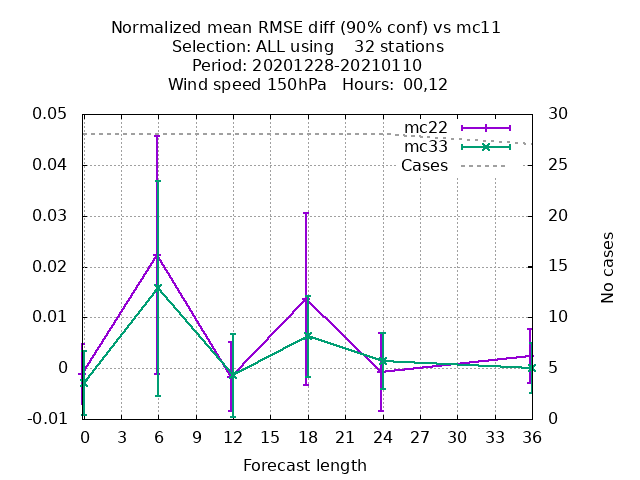 Normalized mean RMSE diff (90% conf) vs mc11
Selection: ALL using    32 stations
Period: 20201228-20210110
Wind speed 150hPa   Hours:  00,12
mc22
mc33
Cases
0.05
0.04
0.03
0.02
0.01
0
-0.01
30
25
20
15
10
5
0
No cases
0 3 6 9 12 15 18 21 24 27 30 33 36
Forecast length